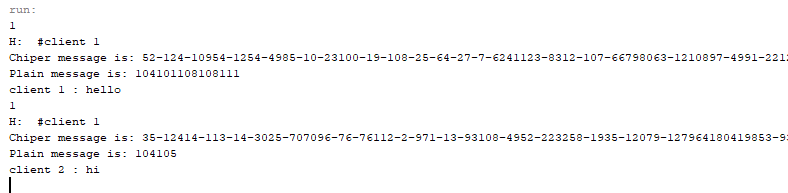 run:
1
H:  #client 1
Chiper message is: 52-124-10954-1254-4985-10-23100-19-108-25-64-27-7-6241123-8312-107-66798063-1210897-4991-221
Plain message is: 104101108108111
client 1 : hello
1
H:  #client 1
Chiper message is: 35-12414-113-14-3025-707096-76-76112-2-971-13-93108-4952-223258-1935-12079-127964180419853-9
Plain message is: 104105
client 2 : hi